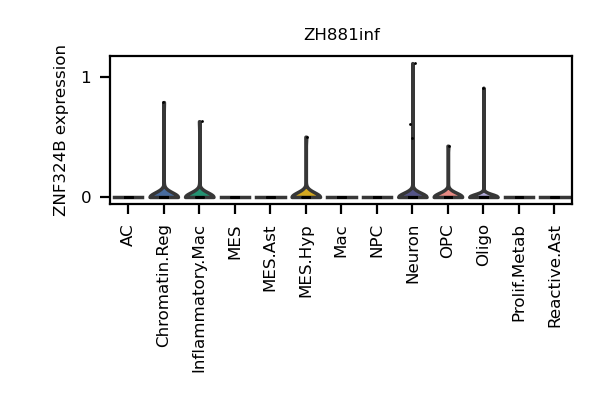 ZH881inf
ZNF324B expression
1
0
AC
Chromatin.Reg
Inflammatory.Mac
MES
MES.Ast
MES.Hyp
Mac
NPC
Neuron
OPC
Oligo
Prolif.Metab
Reactive.Ast